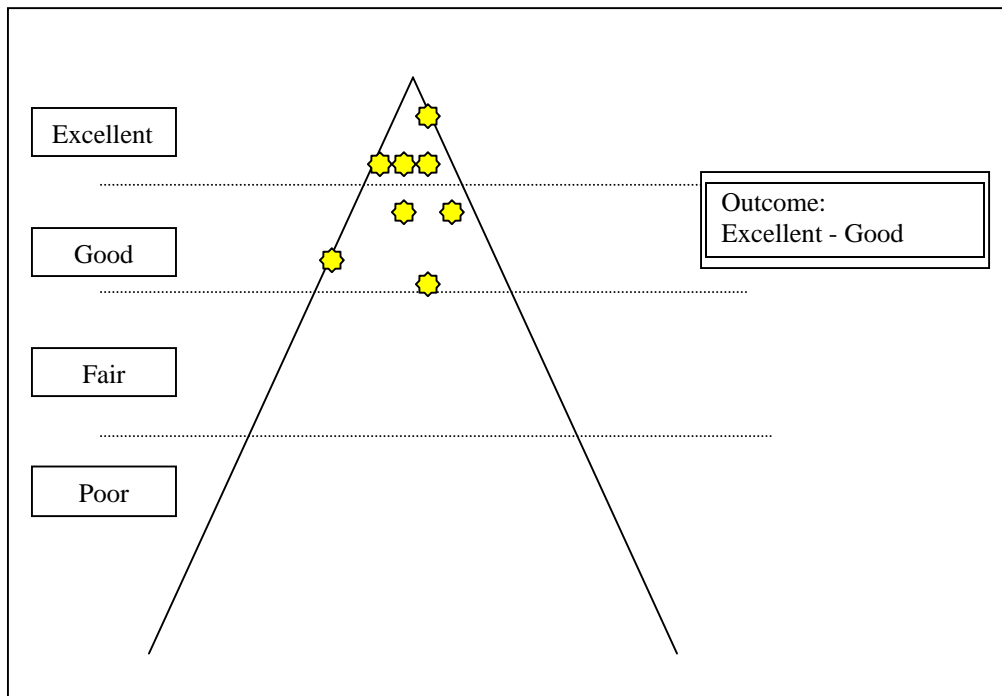 Excellent
Outcome:
Excellent - Good
Good
Fair
Poor